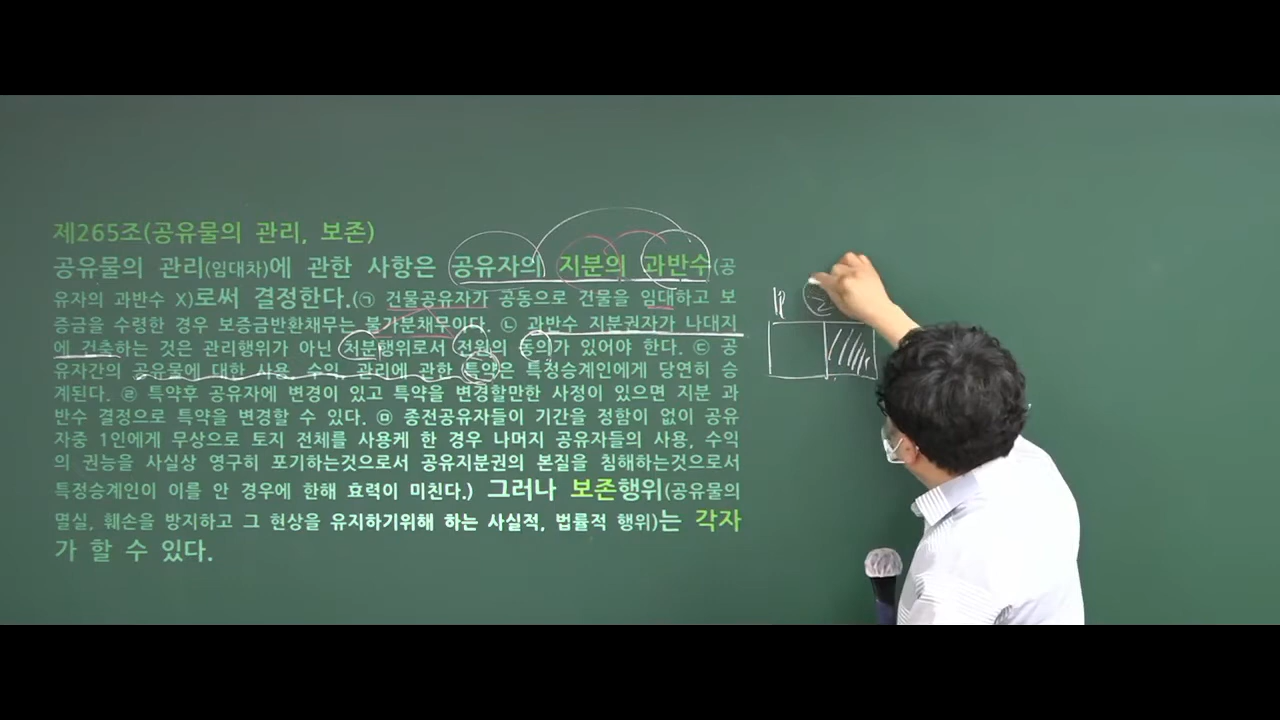 제265조(공유물의 관리, 보존)
공유물의 관리(임대차)에 관한 사항은 공유자의 지분의 과반수(공
유자의 과반수 X)로써 결정한다.(㉠ 건물공유자가 공동으로 건물을 임대하고 보
증금을 수령한 경우 보증금반환채무는 불가분채무이다. ㉡ 과반수 지분권자가 나대지
에 건축하는 것은 관리행위가 아닌 처분행위로서 전원의 동의가 있어야 한다. ㉢ 공
유자간의 공유물에 대한 사용, 수익, 관리에 관한 특약은 특정승계인에게 당연히 승
계된다. ㉣ 특약후 공유자에 변경이 있고 특약을 변경할만한 사정이 있으면 지분 과
반수 결정으로 특약을 변경할 수 있다. ㉤ 종전공유자들이 기간을 정함이 없이 공유
자중 1인에게 무상으로 토지 전체를 사용케 한 경우 나머지 공유자들의 사용, 수익
의 권능을 사실상 영구히 포기하는것으로서 공유지분권의 본질을 침해하는것으로서
특정승계인이 이를 안 경우에 한해 효력이 미친다.) 그러나 보존행위(공유물의
멸실, 훼손을 방지하고 그 현상을 유지하기위해 하는 사실적, 법률적 행위)는 각자
가 할 수 있다.